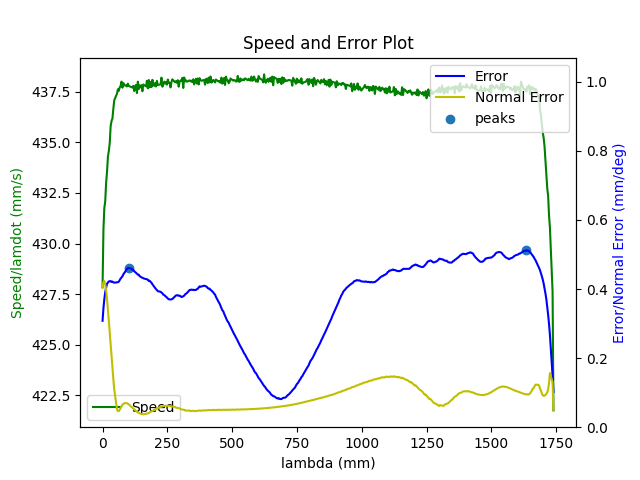 Speed and Error Plot
Error
Normal Error
peaks
Speed
437.5
435.0
432.5
430.0
427.5
425.0
422.5
Speed/lamdot (mm/s)
1.0
0.8
0.6
0.4
0.2
0.0
Error/Normal Error (mm/deg)
0
250
500
750
1000
1250
1500
1750
lambda (mm)